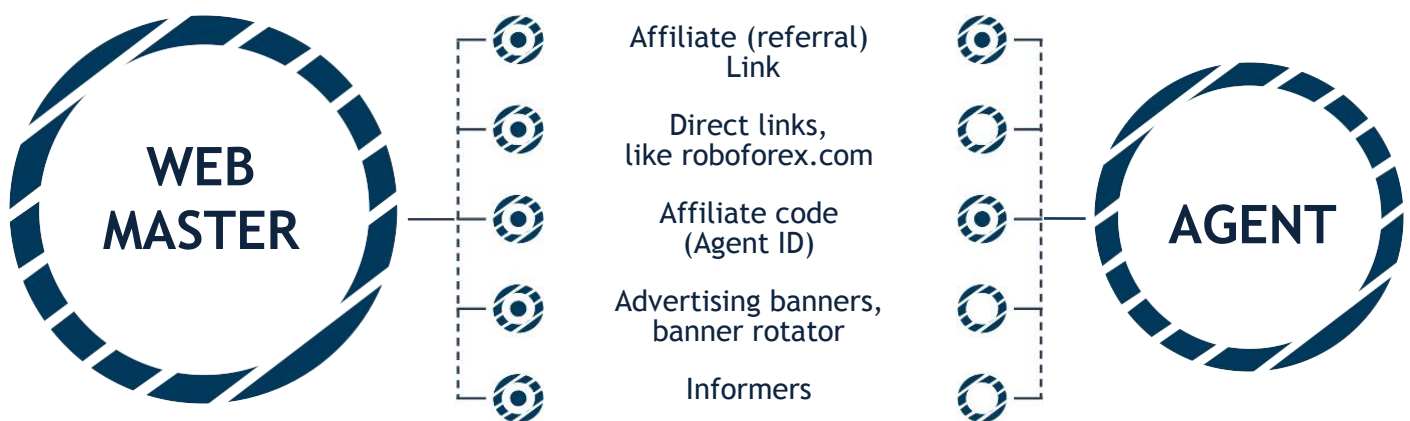 WEB
MASTER
Affiliate (referral)
Link
Direct links,
like roboforex.com
Affiliate code
(Agent ID)
Advertising banners,
banner rotator
Informers
AGENT